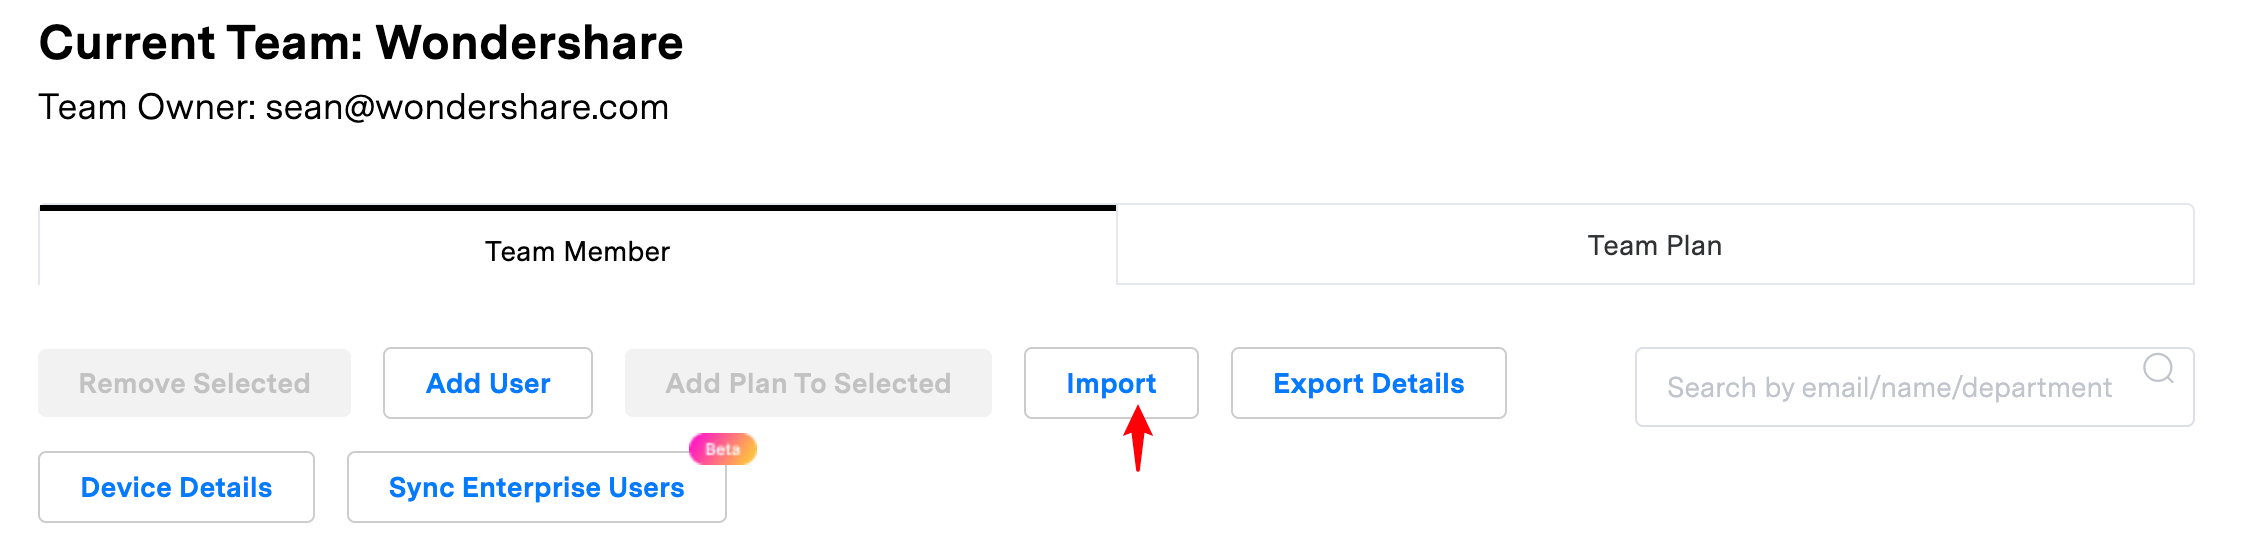 Current Team: Wondershare
Team Owner: sean@wondershare.com
Team Member
Team Plan
Remove Selected
Add User
Add Plan To Selected
Import
Export Details
Search by email/name/department
Device Details
Sync Enterprise Users
Beta